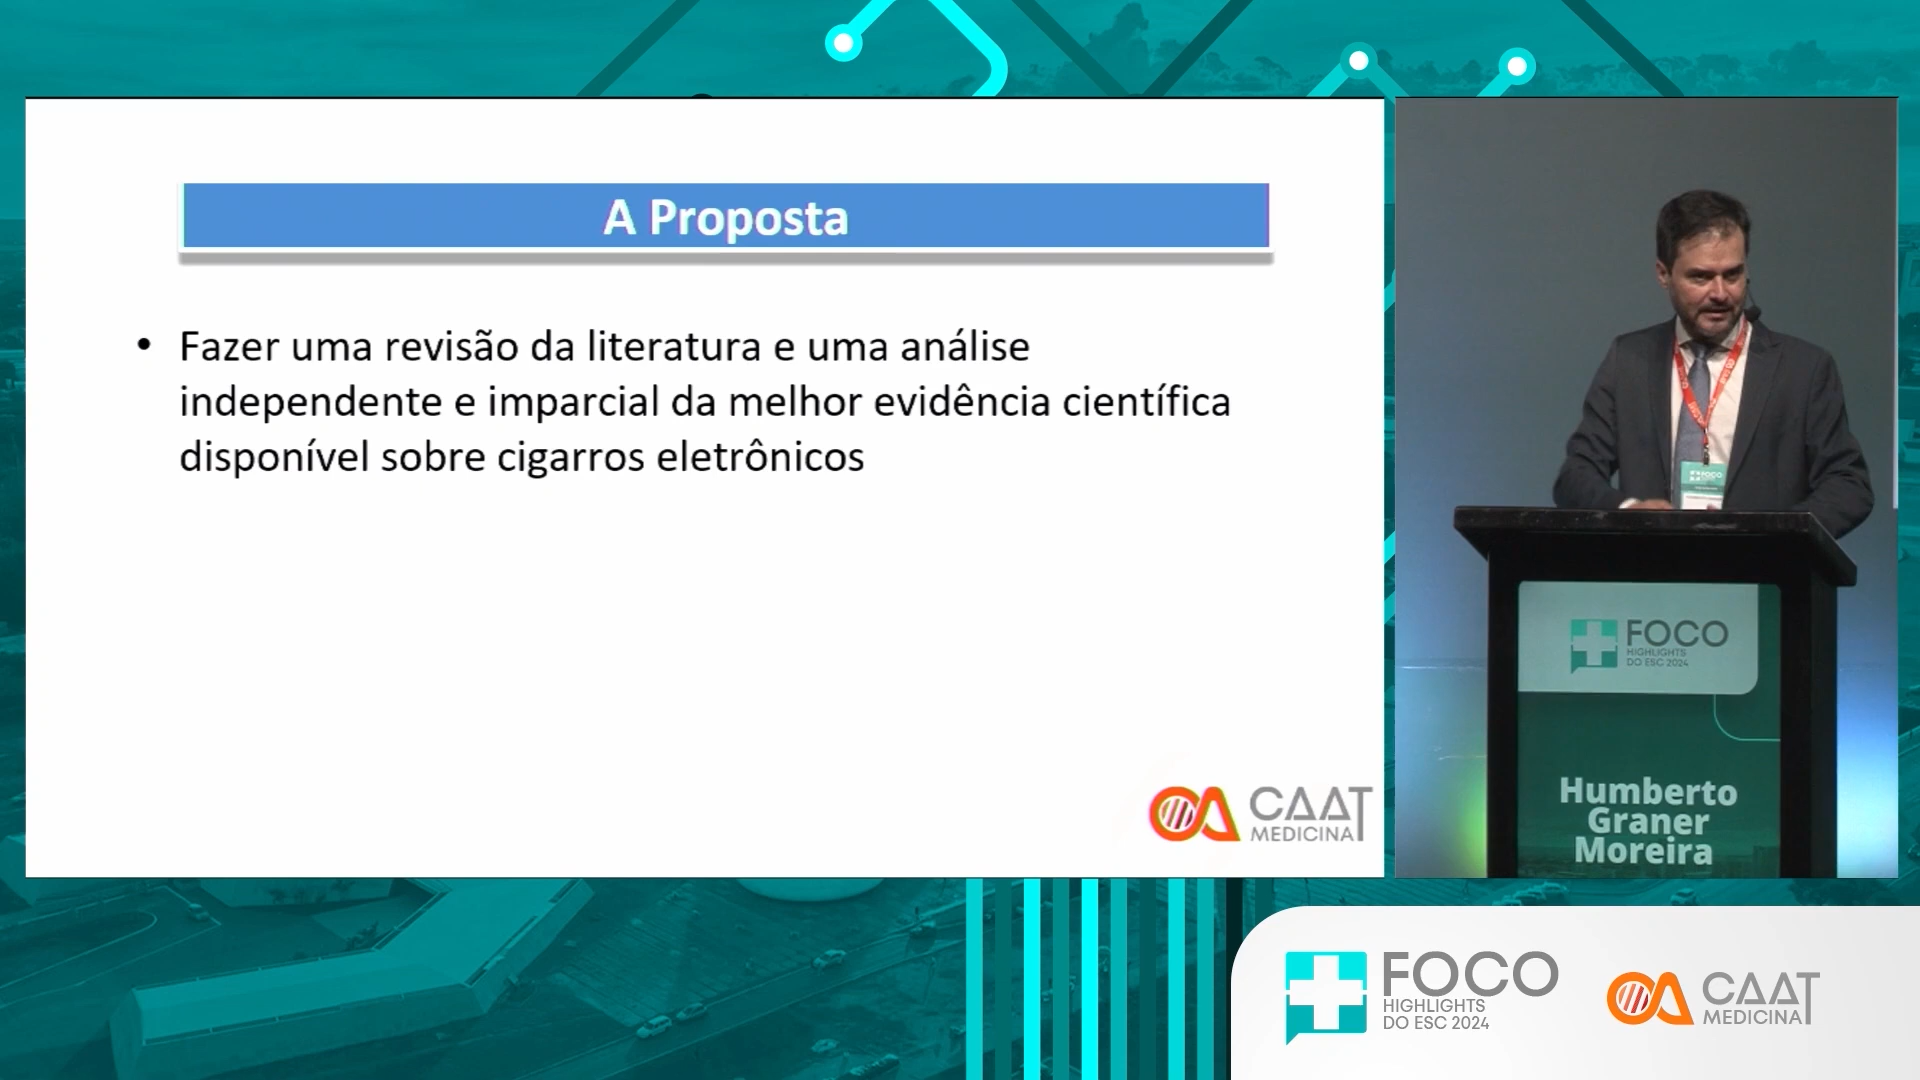 A Proposta
• Fazer uma revisão da literatura e uma análise
independente e imparcial da melhor evidência científica
disponível sobre cigarros eletrônicos
CAAT
MEDICINA
FOCO
HIGHLIGHTS
DO ESC 2024
Humberto
Graner
Moreira
FOCO
HIGHLIGHTS
DO ESC 2024
CAAT
MEDICINA